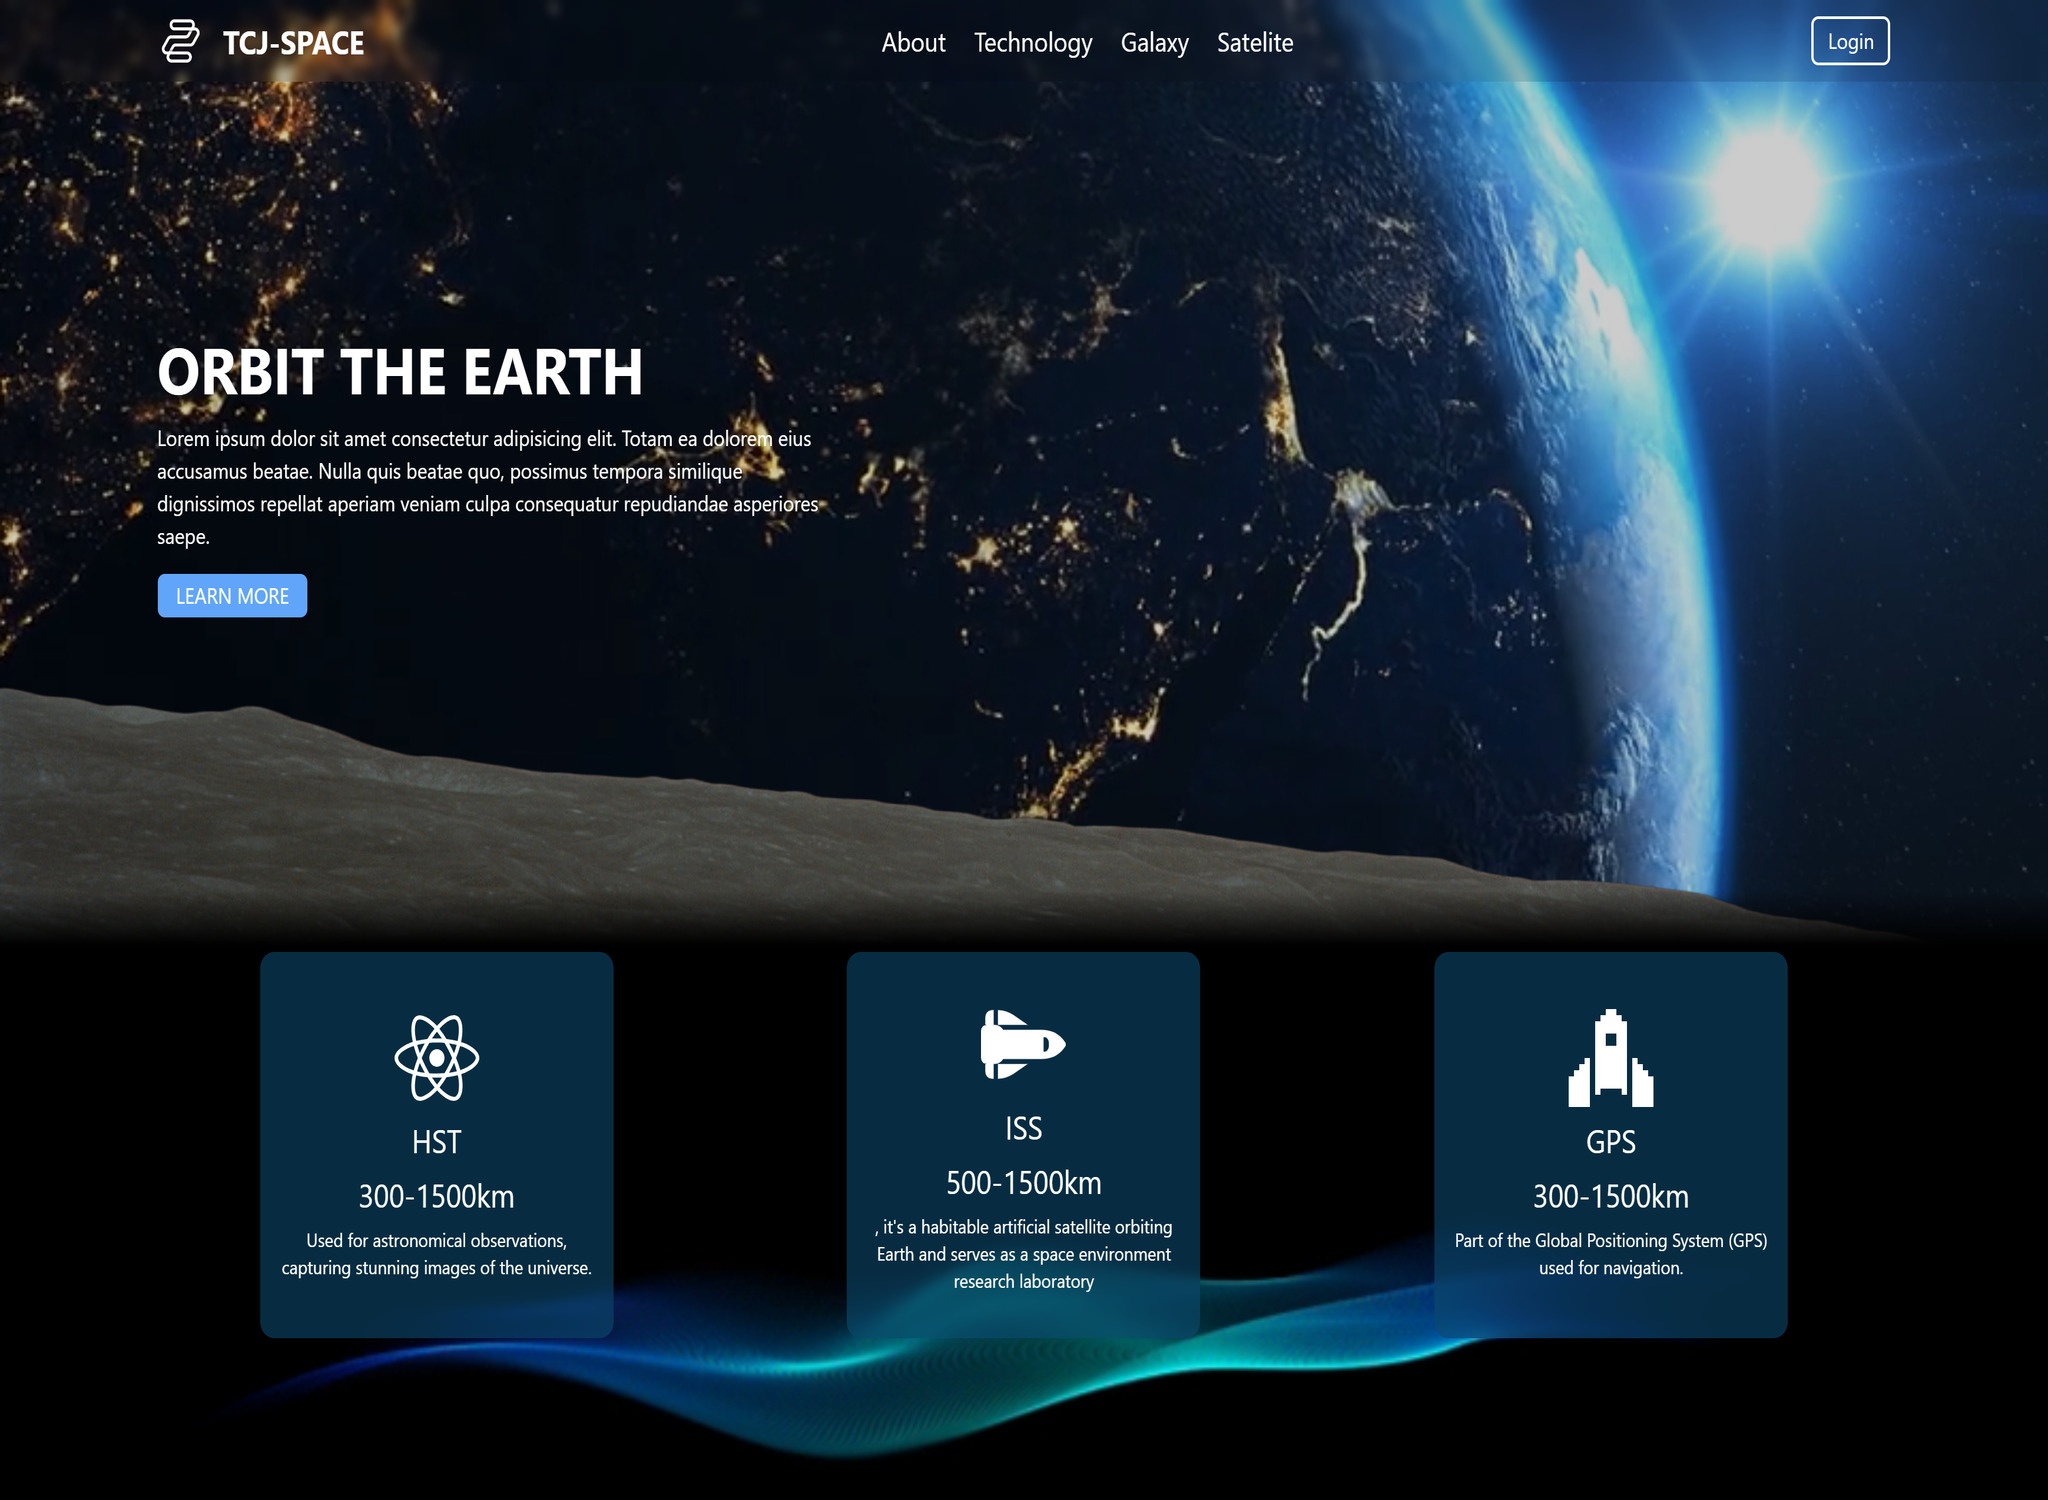 TCJ-SPACE
About Technology Galaxy Satelite
Login
ORBIT THE EARTH
Lorem ipsum dolor sit amet consectetur adipisicing elit. Totam ea dolorem eius
accusamus beatae. Nulla quis beatae quo, possimus tempora similique
dignissimos repellat aperiam veniam culpa consequatur repudiandae asperiores
saepe.
LEARN MORE
HST
300-1500km
Used for astronomical observations,
capturing stunning images of the universe.
ISS
500-1500km
, it's a habitable artificial satellite orbiting
Earth and serves as a space environment
research laboratory
GPS
300-1500km
Part of the Global Positioning System (GPS)
used for navigation.